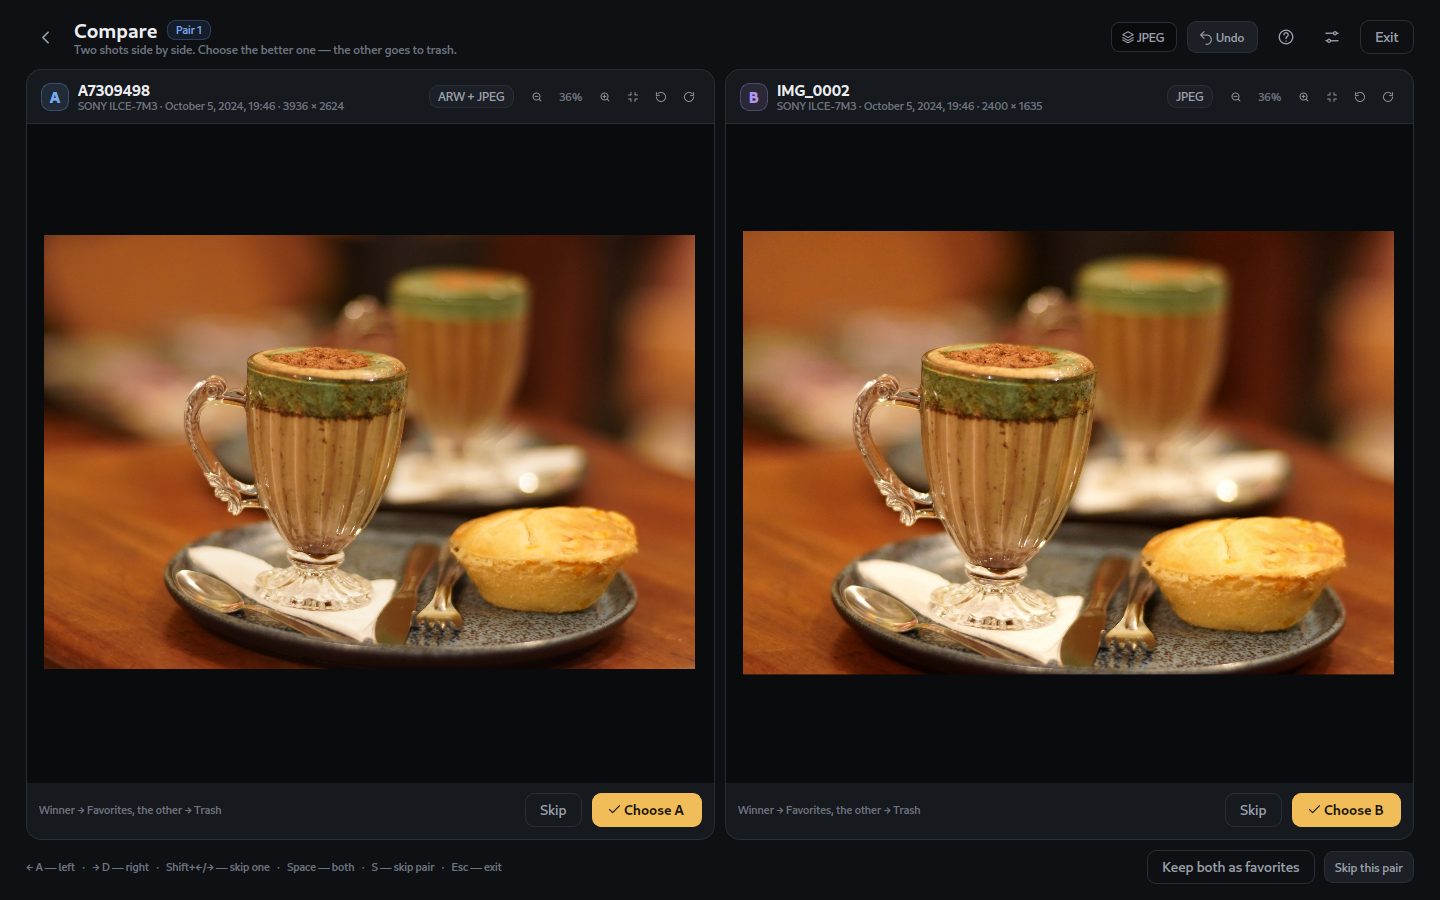 Compare Pair 1
Two shots side by side. Choose the better one — the other goes to trash.
JPEG Undo Exit
A A7309498
SONY ILCE-7M3 · October 5, 2024, 19:46 · 3936 × 2624
ARW + JPEG 36%
B IMG_0002
SONY ILCE-7M3 · October 5, 2024, 19:46 · 2400 × 1635
JPEG 36%
Winner → Favorites, the other → Trash
Skip ✓ Choose A
Winner → Favorites, the other → Trash
Skip ✓ Choose B
← A — left · → D — right · Shift+←/→ — skip one · Space — both · S — skip pair · Esc — exit
Keep both as favorites Skip this pair